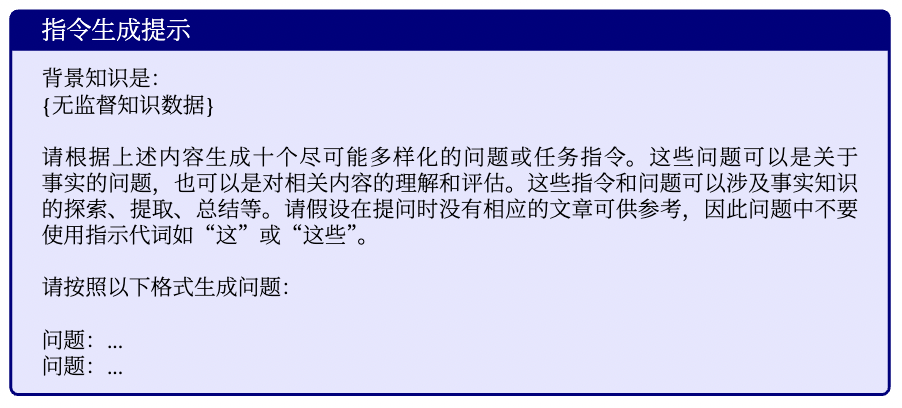 指令生成提示
背景知识是：
{无监督知识数据}
请根据上述内容生成十个尽可能多样化的问题或任务指令。这些问题可以是关于
事实的问题，也可以是对相关内容的理解和评估。这些指令和问题可以涉及事实知识
的探索、提取、总结等。请假设在提问时没有相应的文章可供参考，因此问题中不要
使用指示代词如“这”或“这些”。
请按照以下格式生成问题：
问题：...
问题：...